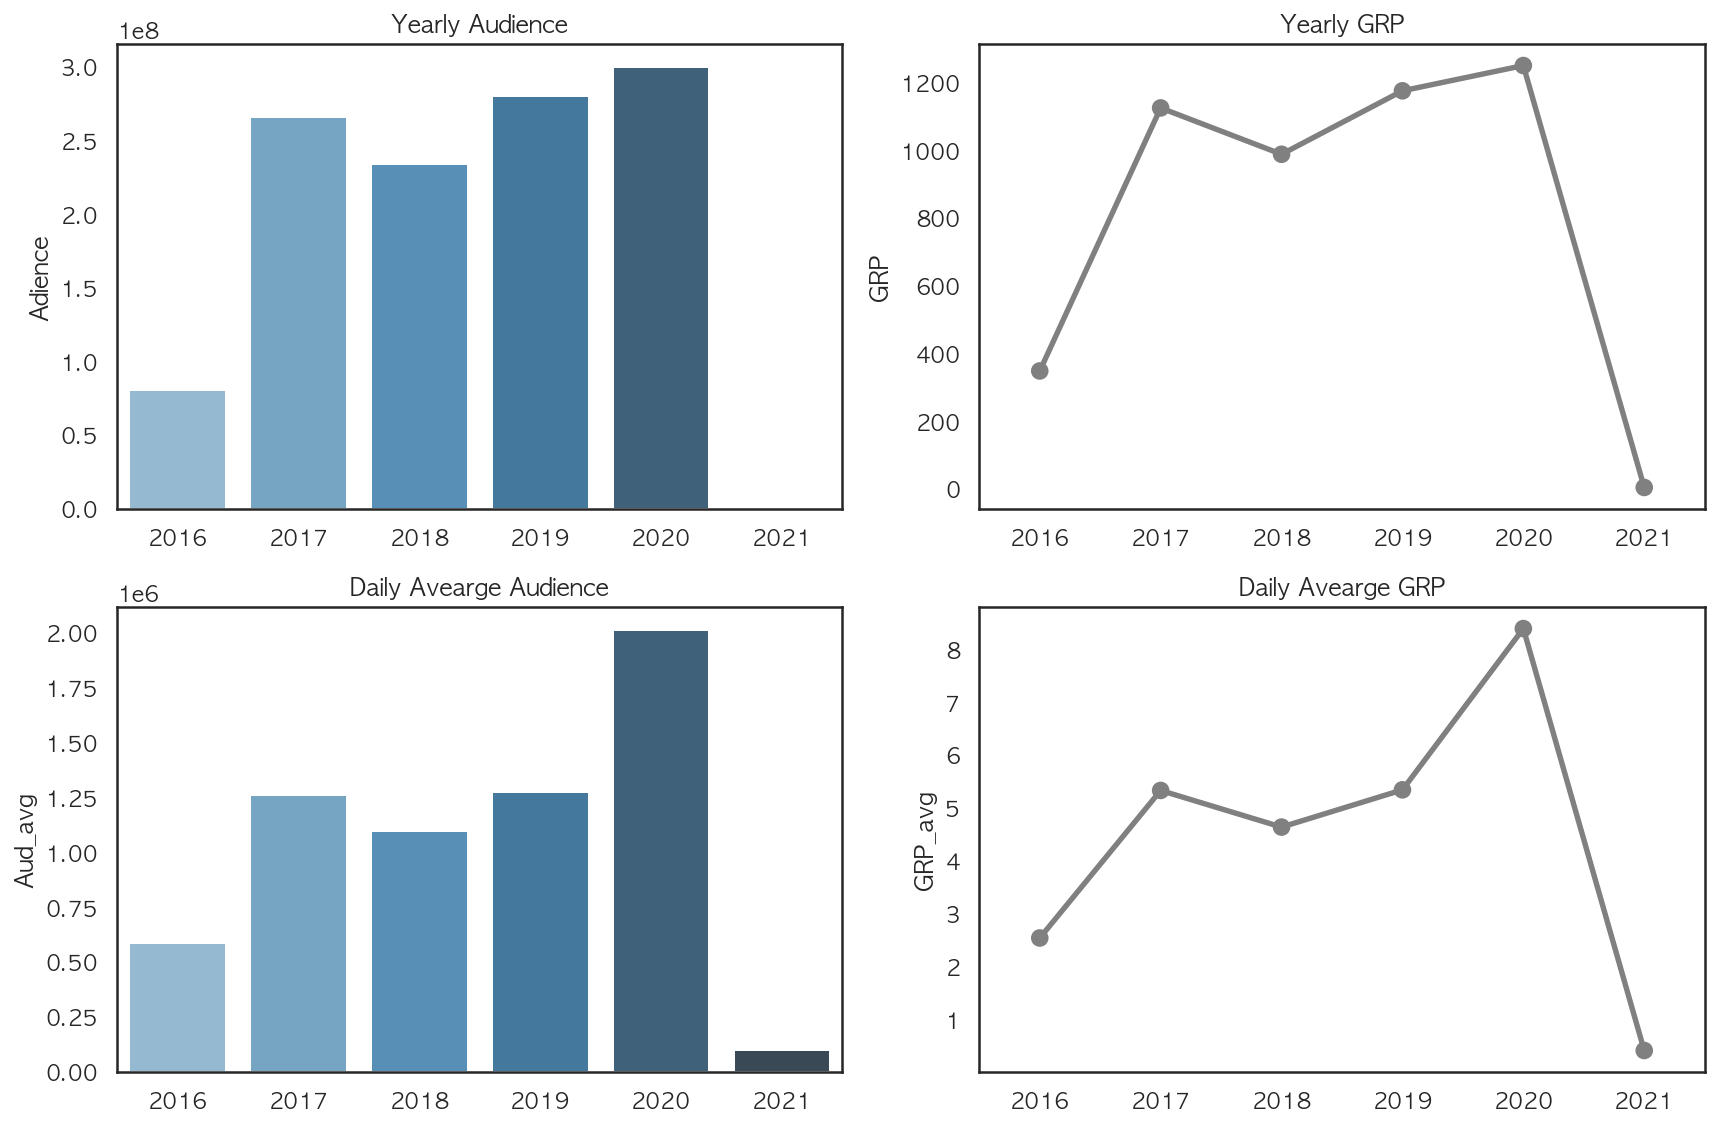 Yearly Audience
1e8
3.0
2.5
2.0
1.5
1.0
0.5
0.0
Adience
2016 2017 2018 2019 2020 2021
Yearly GRP
1200
1000
800
600
400
200
0
GRP
2016 2017 2018 2019 2020 2021
Daily Avearge Audience
1e6
2.00
1.75
1.50
1.25
1.00
0.75
0.50
0.25
0.00
Aud_avg
2016 2017 2018 2019 2020 2021
Daily Avearge GRP
8
7
6
5
4
3
2
1
GRP_avg
2016 2017 2018 2019 2020 2021